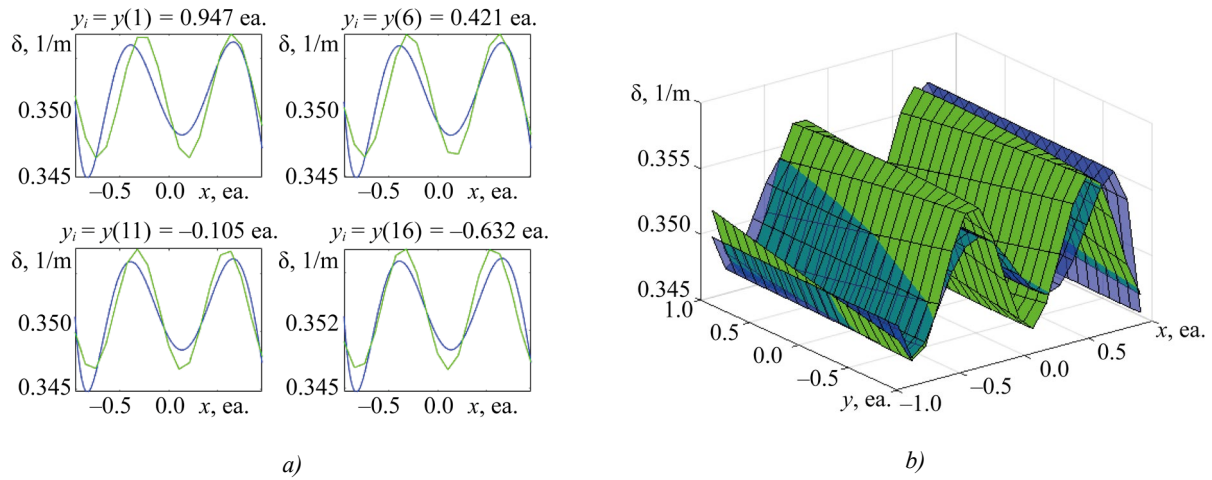 yi = y(1) = 0.947 ea.
yi = y(6) = 0.421 ea.
δ, 1/m
δ, 1/m
0.350
0.350
0.345
0.345
–0.5 0.0 x, ea.
–0.5 0.0 x, ea.
yi = y(11) = –0.105 ea.
yi = y(16) = –0.632 ea.
δ, 1/m
δ, 1/m
0.350
0.352
0.345
0.345
–0.5 0.0 x, ea.
–0.5 0.0 x, ea.
a)
δ, 1/m
0.355
0.350
0.345
1.0
0.5
0.0
–0.5
y, ea.
–1.0
–0.5
0.0
0.5
x, ea.
b)